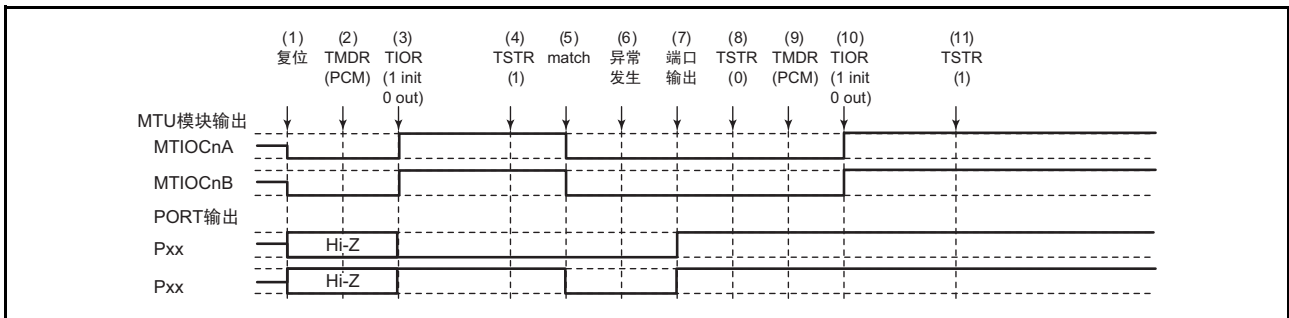 (1) (2) (3) (4) (5) (6) (7) (8) (9) (10) (11)
复位 TMDR TIOR TSTR match 异常 端口 TSTR TMDR TIOR TSTR
(PCM) (1 init (1) 发生 输出 (0) (PCM) (1 init (1)
0 out) 0 out)
MTU模块输出
MTIOCnA
MTIOCnB
PORT输出
Pxx Hi-Z
Pxx Hi-Z